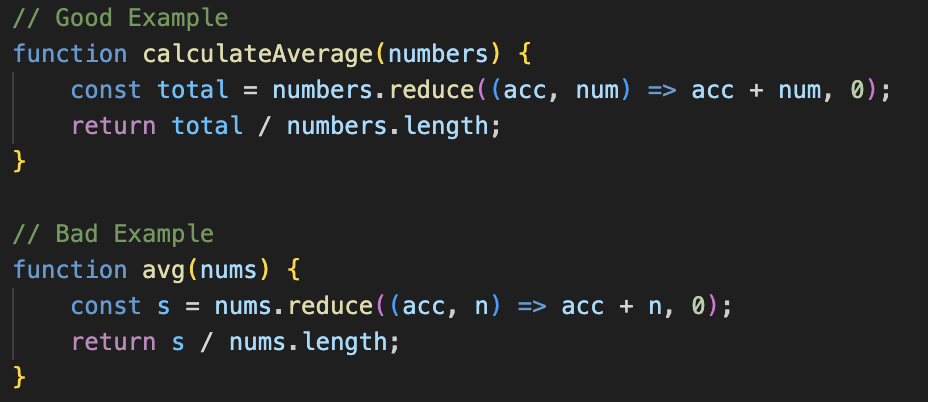 // Good Example
function calculateAverage(numbers) {
    const total = numbers.reduce((acc, num) => acc + num, 0);
    return total / numbers.length;
}

// Bad Example
function avg(nums) {
    const s = nums.reduce((acc, n) => acc + n, 0);
    return s / nums.length;
}